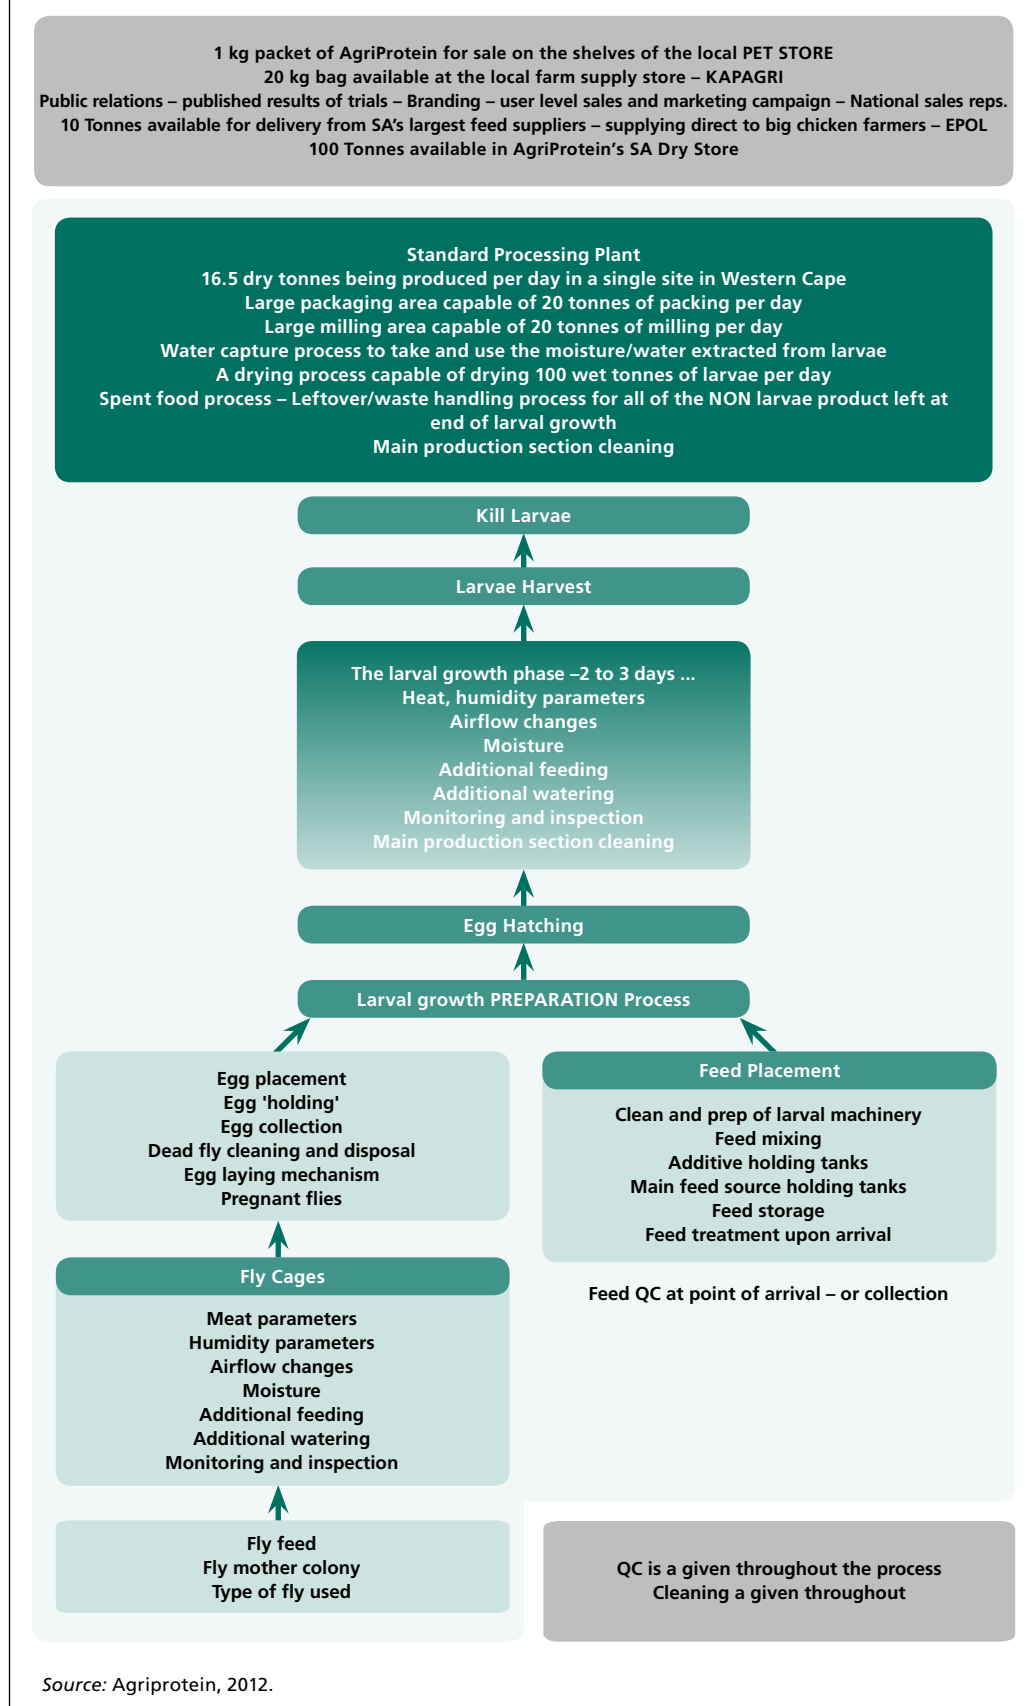 1 kg packet of AgriProtein for sale on the shelves of the local PET STORE
20 kg bag available at the local farm supply store – KAPAGRI
Public relations – published results of trials – Branding – user level sales and marketing campaign – National sales reps.
10 Tonnes available for delivery from SA’s largest feed suppliers – supplying direct to big chicken farmers – EPOL
100 Tonnes available in AgriProtein’s SA Dry Store
Standard Processing Plant
16.5 dry tonnes being produced per day in a single site in Western Cape
Large packaging area capable of 20 tonnes of packing per day
Large milling area capable of 20 tonnes of milling per day
Water capture process to take and use the moisture/water extracted from larvae
A drying process capable of drying 100 wet tonnes of larvae per day
Spent food process – Leftover/waste handling process for all of the NON larvae product left at
end of larval growth
Main production section cleaning
Kill Larvae
Larvae Harvest
The larval growth phase –2 to 3 days ...
Heat, humidity parameters
Airflow changes
Moisture
Additional feeding
Additional watering
Monitoring and inspection
Main production section cleaning
Egg Hatching
Larval growth PREPARATION Process
Egg placement
Egg 'holding'
Egg collection
Dead fly cleaning and disposal
Egg laying mechanism
Pregnant flies
Feed Placement
Clean and prep of larval machinery
Feed mixing
Additive holding tanks
Main feed source holding tanks
Feed storage
Feed treatment upon arrival
Feed QC at point of arrival – or collection
Fly Cages
Meat parameters
Humidity parameters
Airflow changes
Moisture
Additional feeding
Additional watering
Monitoring and inspection
Fly feed
Fly mother colony
Type of fly used
QC is a given throughout the process
Cleaning a given throughout
Source: Agriprotein, 2012.